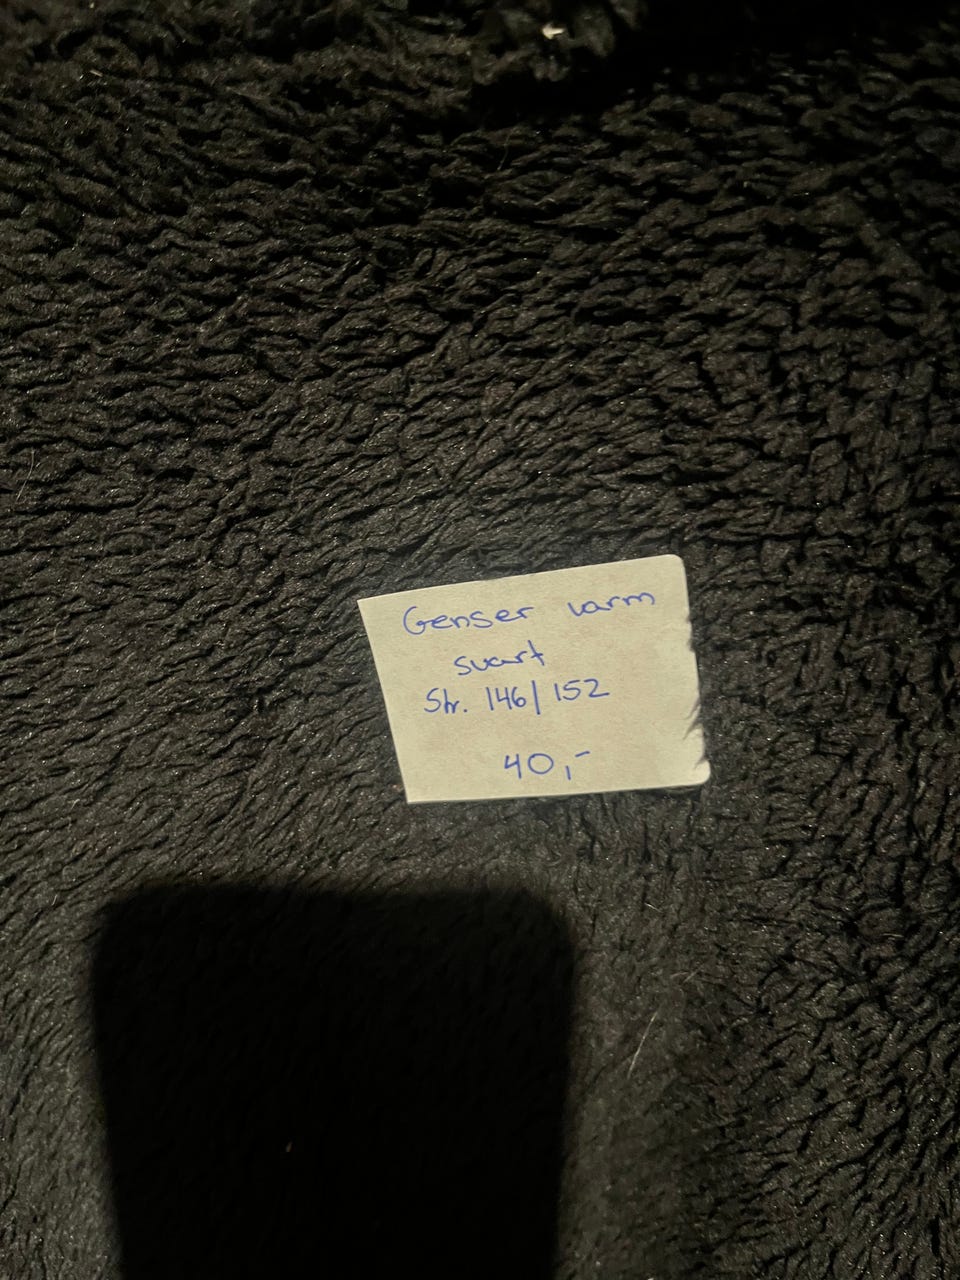 Genser varm
svart
Str. 146/152
40,-